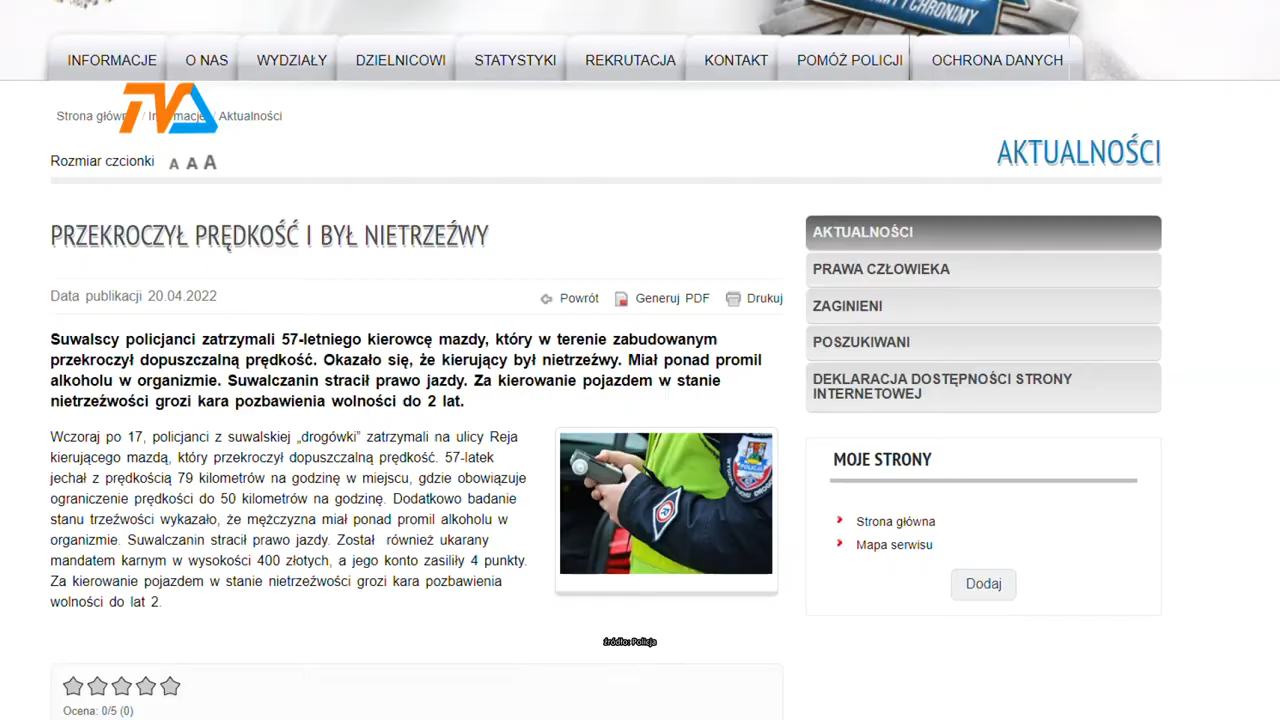 I CHRONIMY
INFORMACJE O NAS WYDZIAŁY DZIELNICOWI STATYSTYKI REKRUTACJA KONTAKT POMÓŻ POLICJI OCHRONA DANYCH
TVA
Strona główna / Informacje / Aktualności
Rozmiar czcionki A A A
AKTUALNOŚCI
PRZEKROCZYŁ PRĘDKOŚĆ I BYŁ NIETRZEŹWY
Data publikacji 20.04.2022
Powrót Generuj PDF Drukuj
Suwalscy policjanci zatrzymali 57-letniego kierowcę mazdy, który w terenie zabudowanym
przekroczył dopuszczalną prędkość. Okazało się, że kierujący był nietrzeźwy. Miał ponad promil
alkoholu w organizmie. Suwalczanin stracił prawo jazdy. Za kierowanie pojazdem w stanie
nietrzeźwości grozi kara pozbawienia wolności do 2 lat.
Wczoraj po 17, policjanci z suwalskiej „drogówki” zatrzymali na ulicy Reja
kierującego mazdą, który przekroczył dopuszczalną prędkość. 57-latek
jechał z prędkością 79 kilometrów na godzinę w miejscu, gdzie obowiązuje
ograniczenie prędkości do 50 kilometrów na godzinę. Dodatkowo badanie
stanu trzeźwości wykazało, że mężczyzna miał ponad promil alkoholu w
organizmie. Suwalczanin stracił prawo jazdy. Został również ukarany
mandatem karnym w wysokości 400 złotych, a jego konto zasiliły 4 punkty.
Za kierowanie pojazdem w stanie nietrzeźwości grozi kara pozbawienia
wolności do lat 2.
POLICJA
źródło: Policja
Ocena: 0/5 (0)
AKTUALNOŚCI
PRAWA CZŁOWIEKA
ZAGINIENI
POSZUKIWANI
DEKLARACJA DOSTĘPNOŚCI STRONY
INTERNETOWEJ
MOJE STRONY
Strona główna
Mapa serwisu
Dodaj